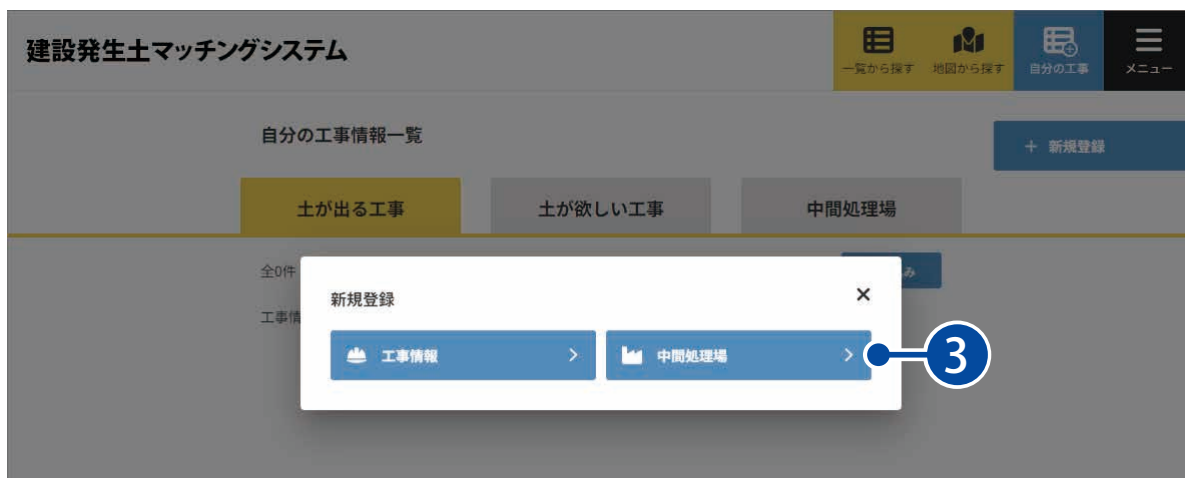 建設発生土マッチングシステム
一覧から探す
地図から探す
自分の工事
メニュー
自分の工事情報一覧
+ 新規登録
土が出る工事
土が欲しい工事
中間処理場
全0件
み
工事情
新規登録
×
工事情報
中間処理場
3